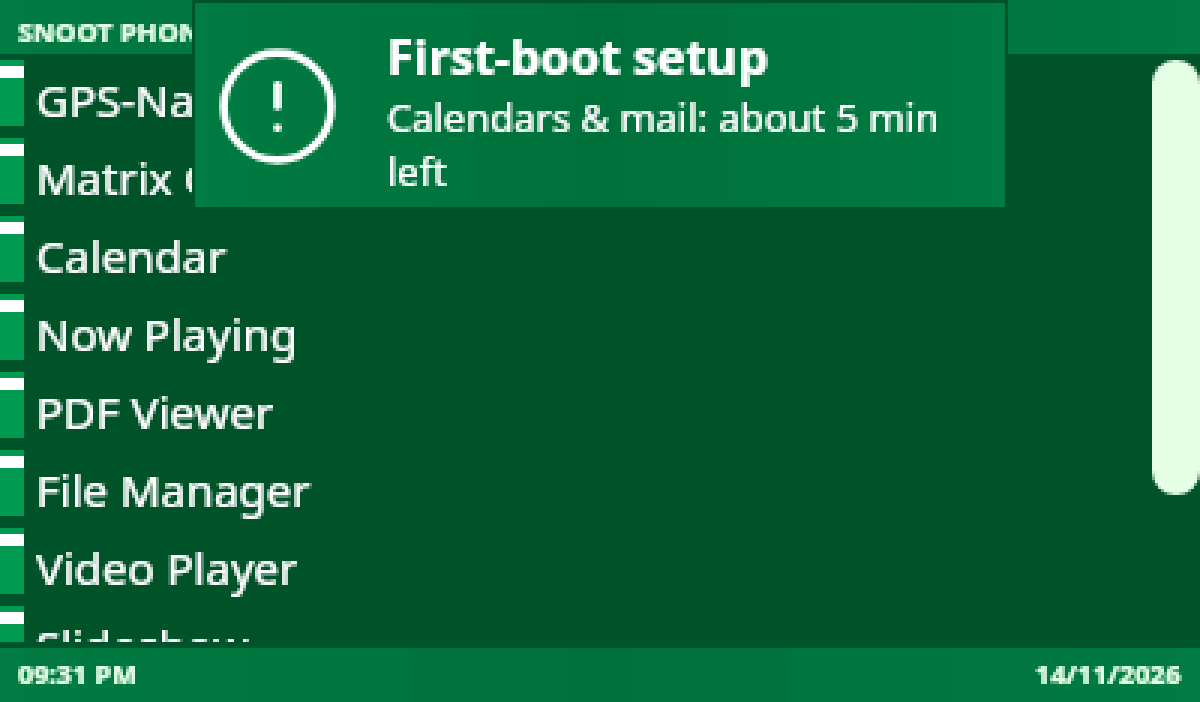 SNOOT PHON
First-boot setup
Calendars & mail: about 5 min
left
GPS-Na
Matrix
Calendar
Now Playing
PDF Viewer
File Manager
Video Player
Slideshow
09:31 PM
14/11/2026